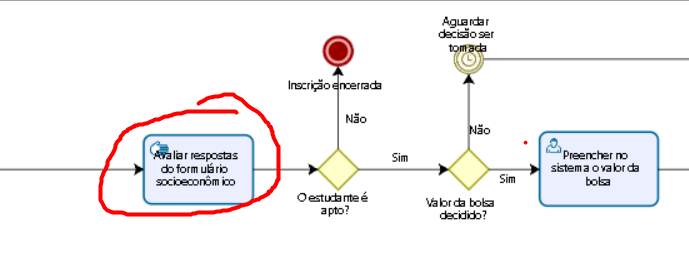 Aguardar
decisão ser
tomada
Inscrição encerrada
Não
Não
Avaliar respostas
do formulário
socioeconômico
Sim
Sim
Preencher no
sistema o valor da
bolsa
O estudante é
apto?
Valor da bolsa
decidido?